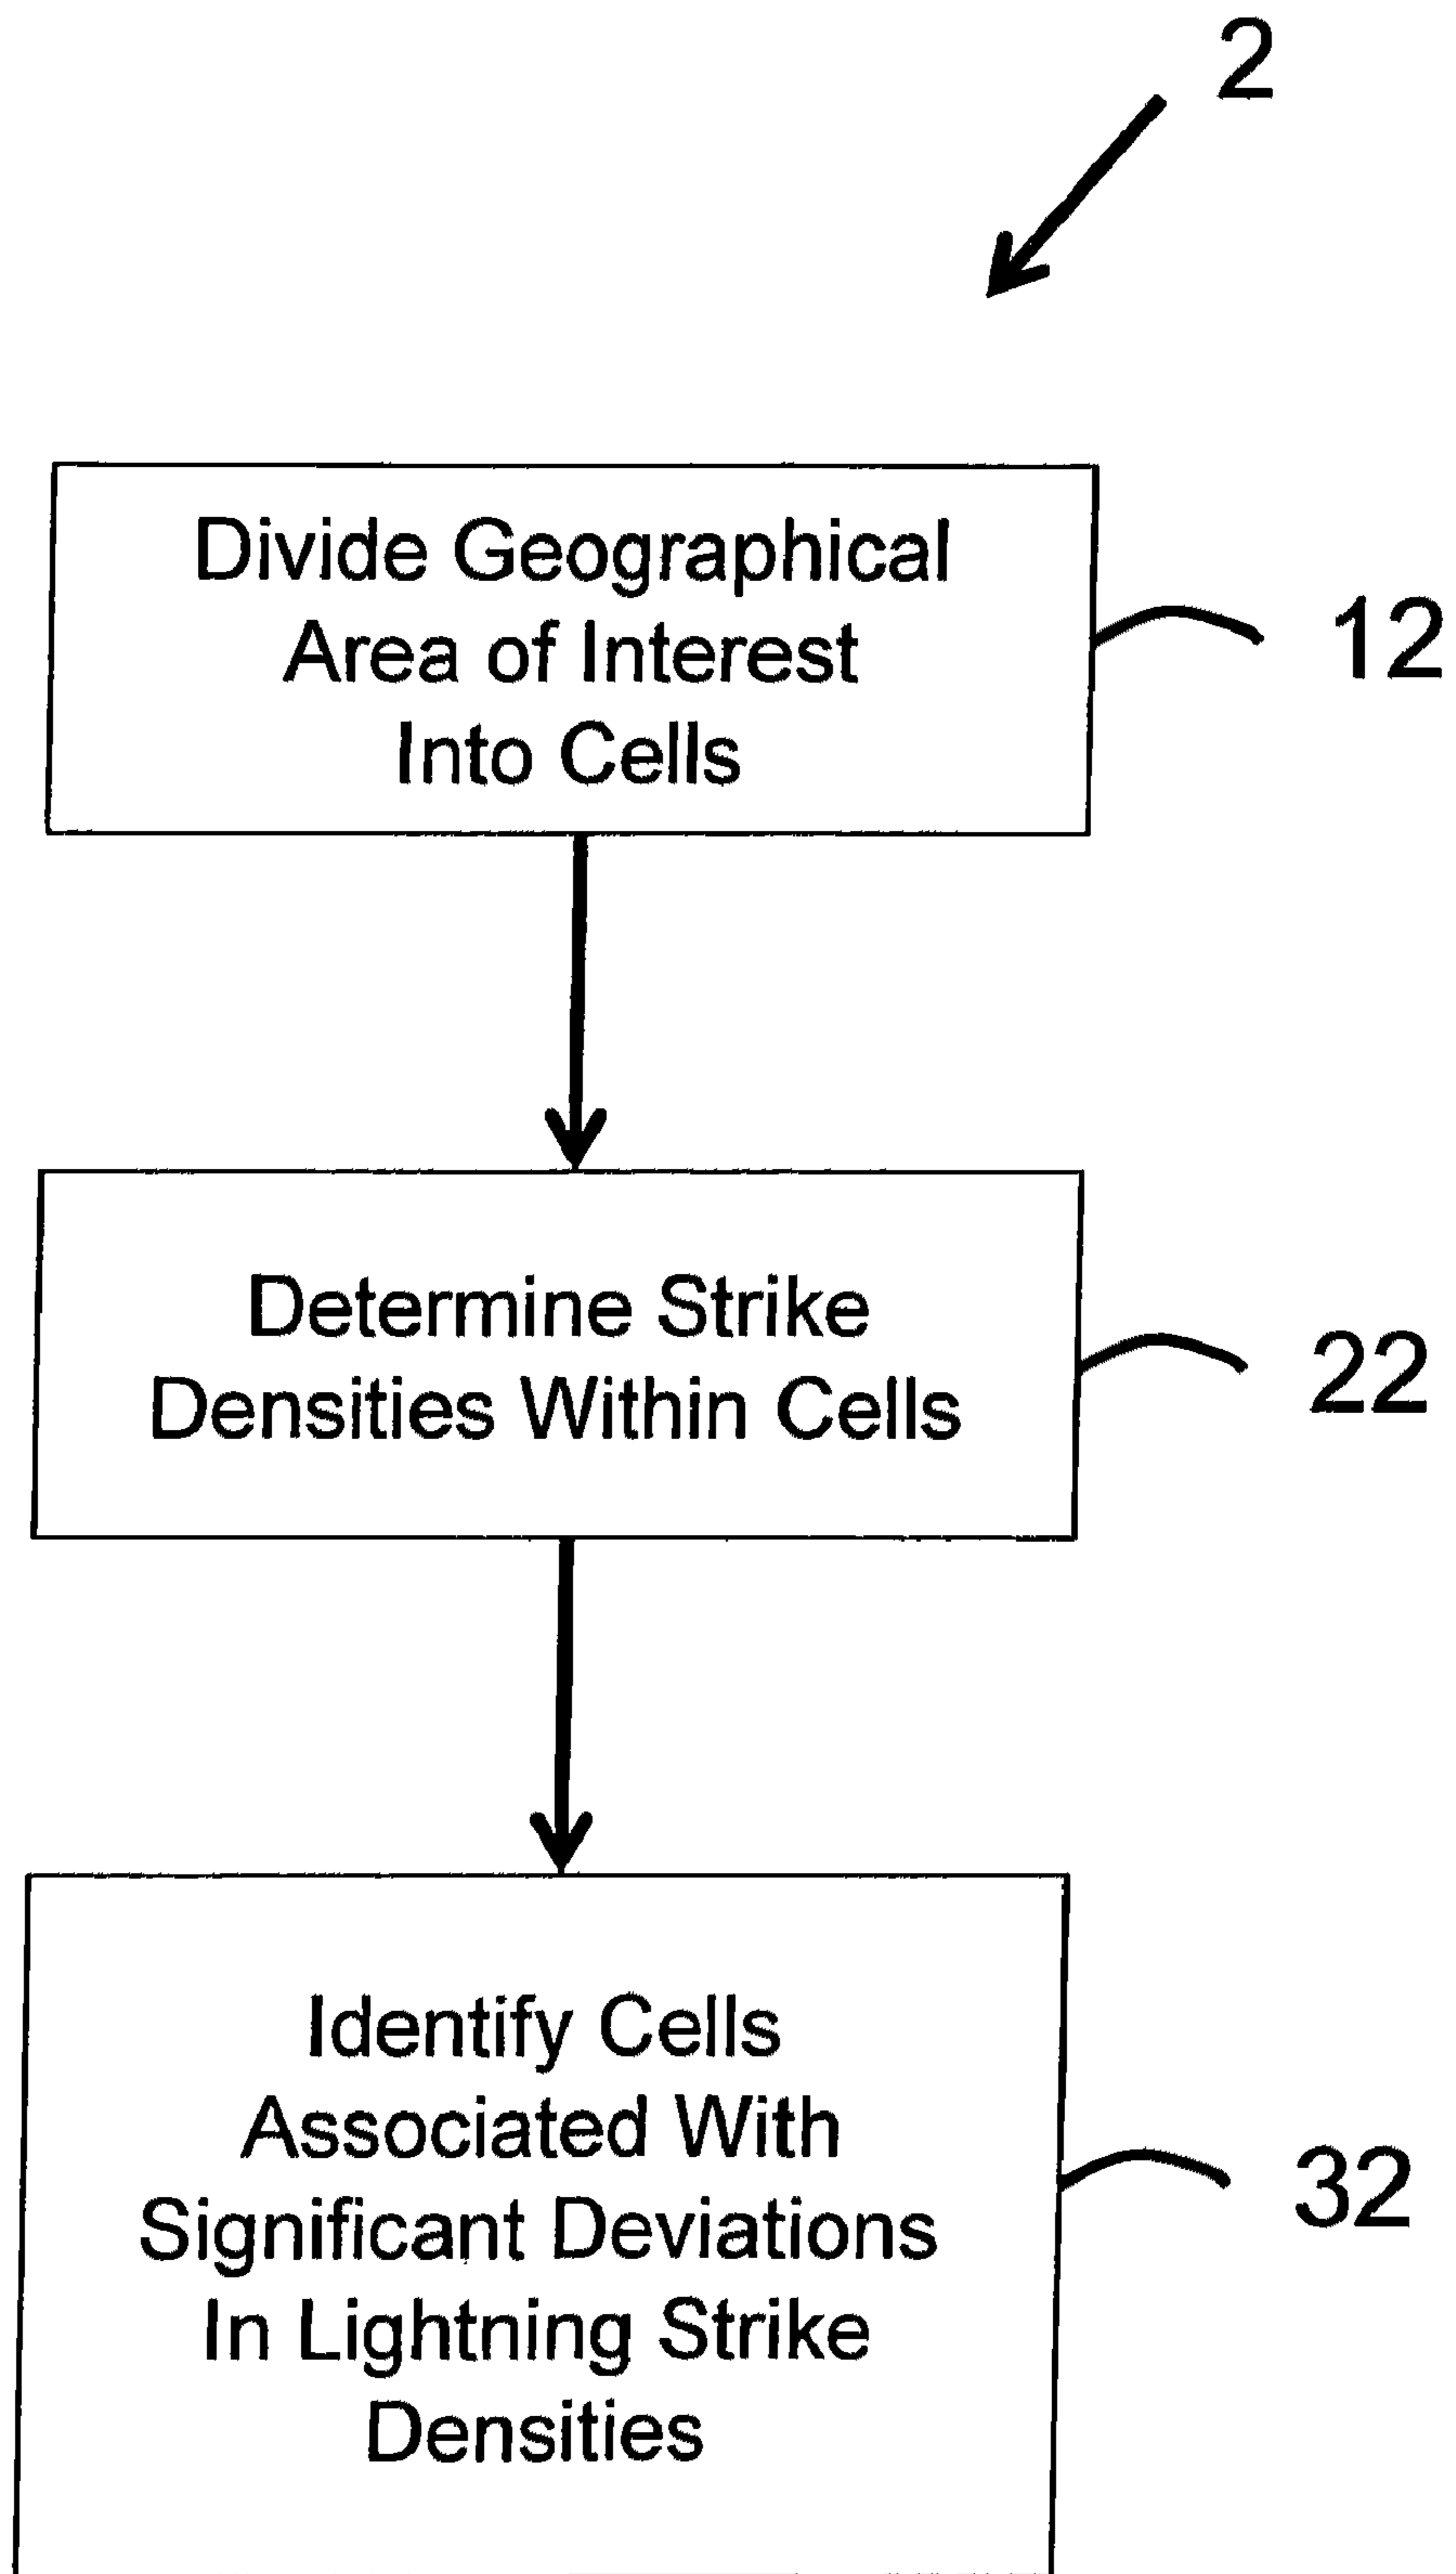 2
Divide Geographical
Area of Interest
Into Cells
12
Determine Strike
Densities Within Cells
22
Identify Cells
Associated With
Significant Deviations
In Lightning Strike
Densities
32